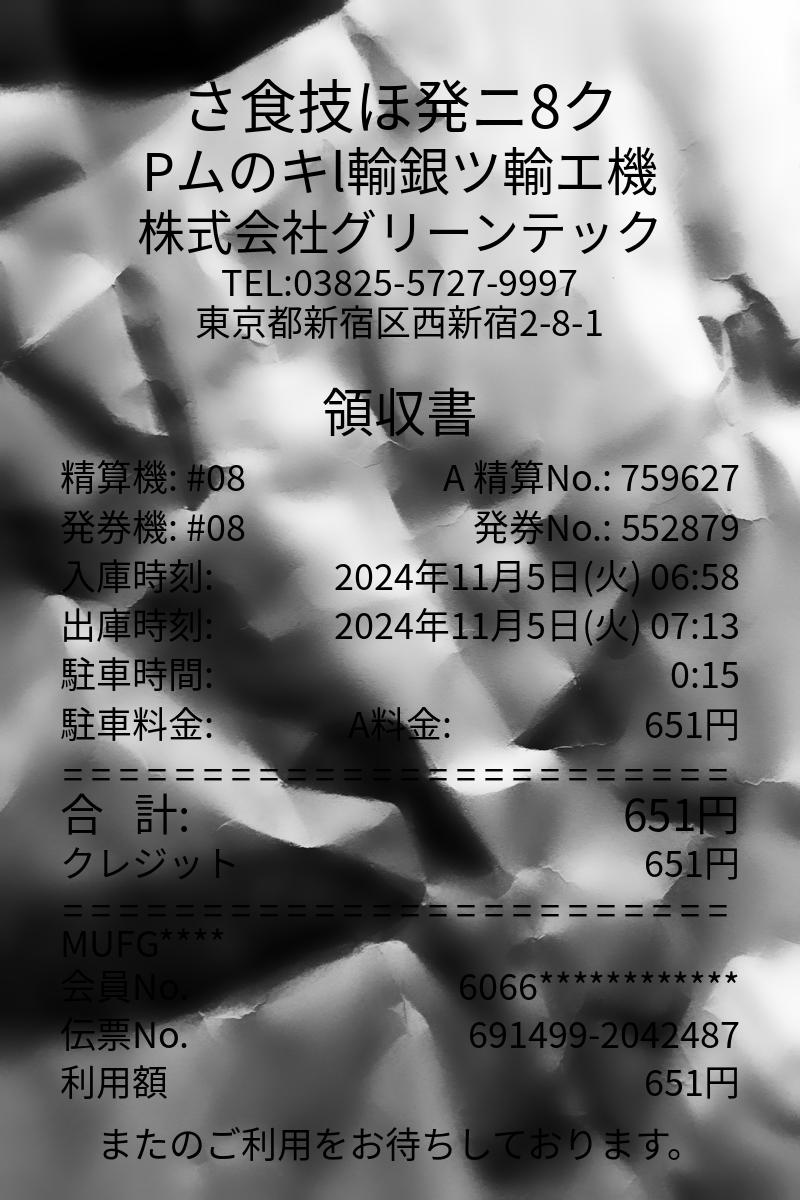 さ食技ほ発ニ8ク
Pムのキl輸銀ツ輸エ機
株式会社グリーンテック
TEL:03825-5727-9997
東京都新宿区西新宿2-8-1
領収書
精算機: #08 A 精算No.: 759627
発券機: #08 発券No.: 552879
入庫時刻: 2024年11月5日(火) 06:58
出庫時刻: 2024年11月5日(火) 07:13
駐車時間: 0:15
駐車料金: A料金: 651円
========================
合 計: 651円
クレジット 651円
========================
MUFG****
会員No. 6066************
伝票No. 691499-2042487
利用額 651円
またのご利用をお待ちしております。